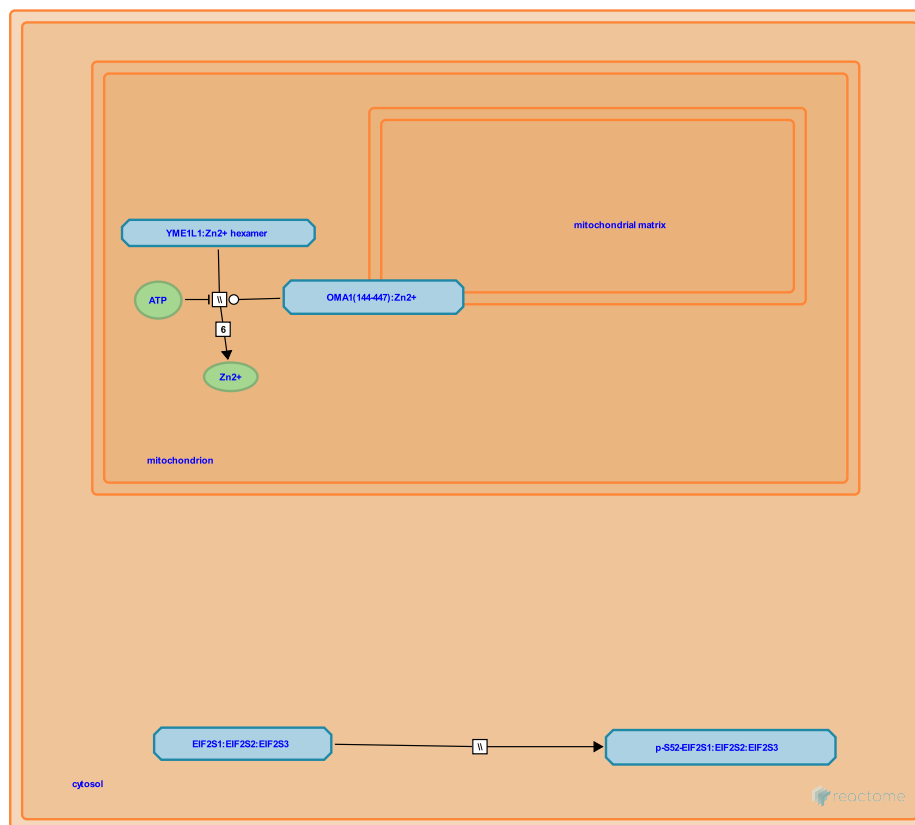 mitochondrial matrix
YME1L1:Zn2+ hexamer
ATP
\\
OMA1(144-447):Zn2+
6
Zn2+
mitochondrion
EIF2S1:EIF2S2:EIF2S3
\\
p-S52-EIF2S1:EIF2S2:EIF2S3
cytosol
reactome